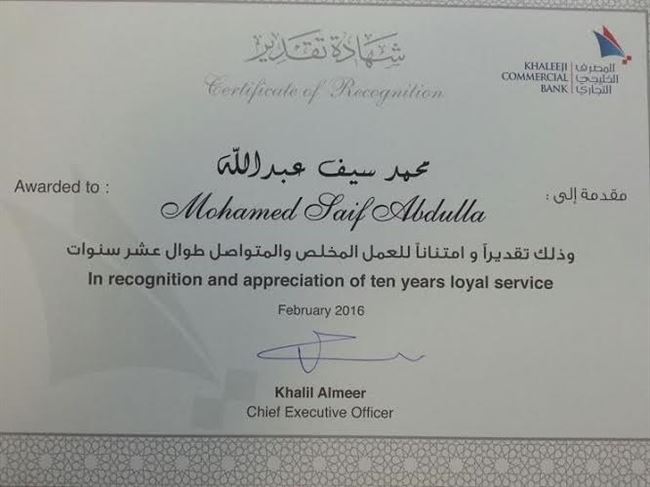 شهادة تقدير
Certificate of Recognition
KHALEEJI COMMERCIAL BANK
المصرف الخليجي التجاري
محمد سيف عبدالله
Awarded to :
مقدمة إلى :
Mohamed Saif Abdulla
وذلك تقديراً و امتناناً للعمل المخلص والمتواصل طوال عشر سنوات
In recognition and appreciation of ten years loyal service
February 2016
Khalil Almeer
Chief Executive Officer